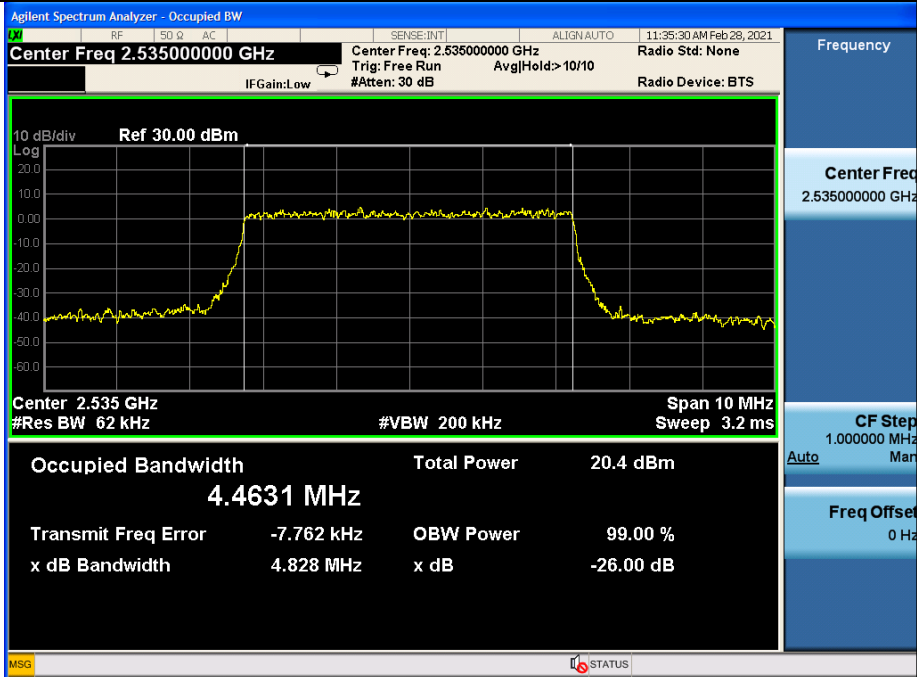 Agilent Spectrum Analyzer - Occupied BW
LXI RF 50 Ω AC SENSE:INT ALIGN AUTO 11:35:30 AM Feb 28, 2021
Center Freq 2.535000000 GHz
Center Freq: 2.535000000 GHz
Radio Std: None
Trig: Free Run Avg|Hold:>10/10
IFGain:Low
#Atten: 30 dB
Radio Device: BTS
10 dB/div Ref 30.00 dBm
Log
20.0
10.0
0.00
-10.0
-20.0
-30.0
-40.0
-50.0
-60.0
Center 2.535 GHz Span 10 MHz
#Res BW 62 kHz #VBW 200 kHz Sweep 3.2 ms
Occupied Bandwidth Total Power 20.4 dBm
4.4631 MHz
Transmit Freq Error -7.762 kHz OBW Power 99.00 %
x dB Bandwidth 4.828 MHz x dB -26.00 dB
MSG STATUS
Frequency
Center Freq
2.535000000 GHz
CF Step
1.000000 MHz
Auto Man
Freq Offset
0 Hz